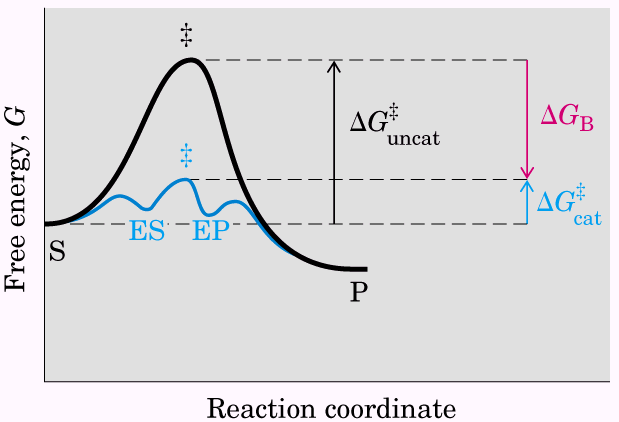 ‡
ΔG‡uncat
ΔGB
‡
ΔG‡cat
ES
EP
S
P
Free energy, G
Reaction coordinate